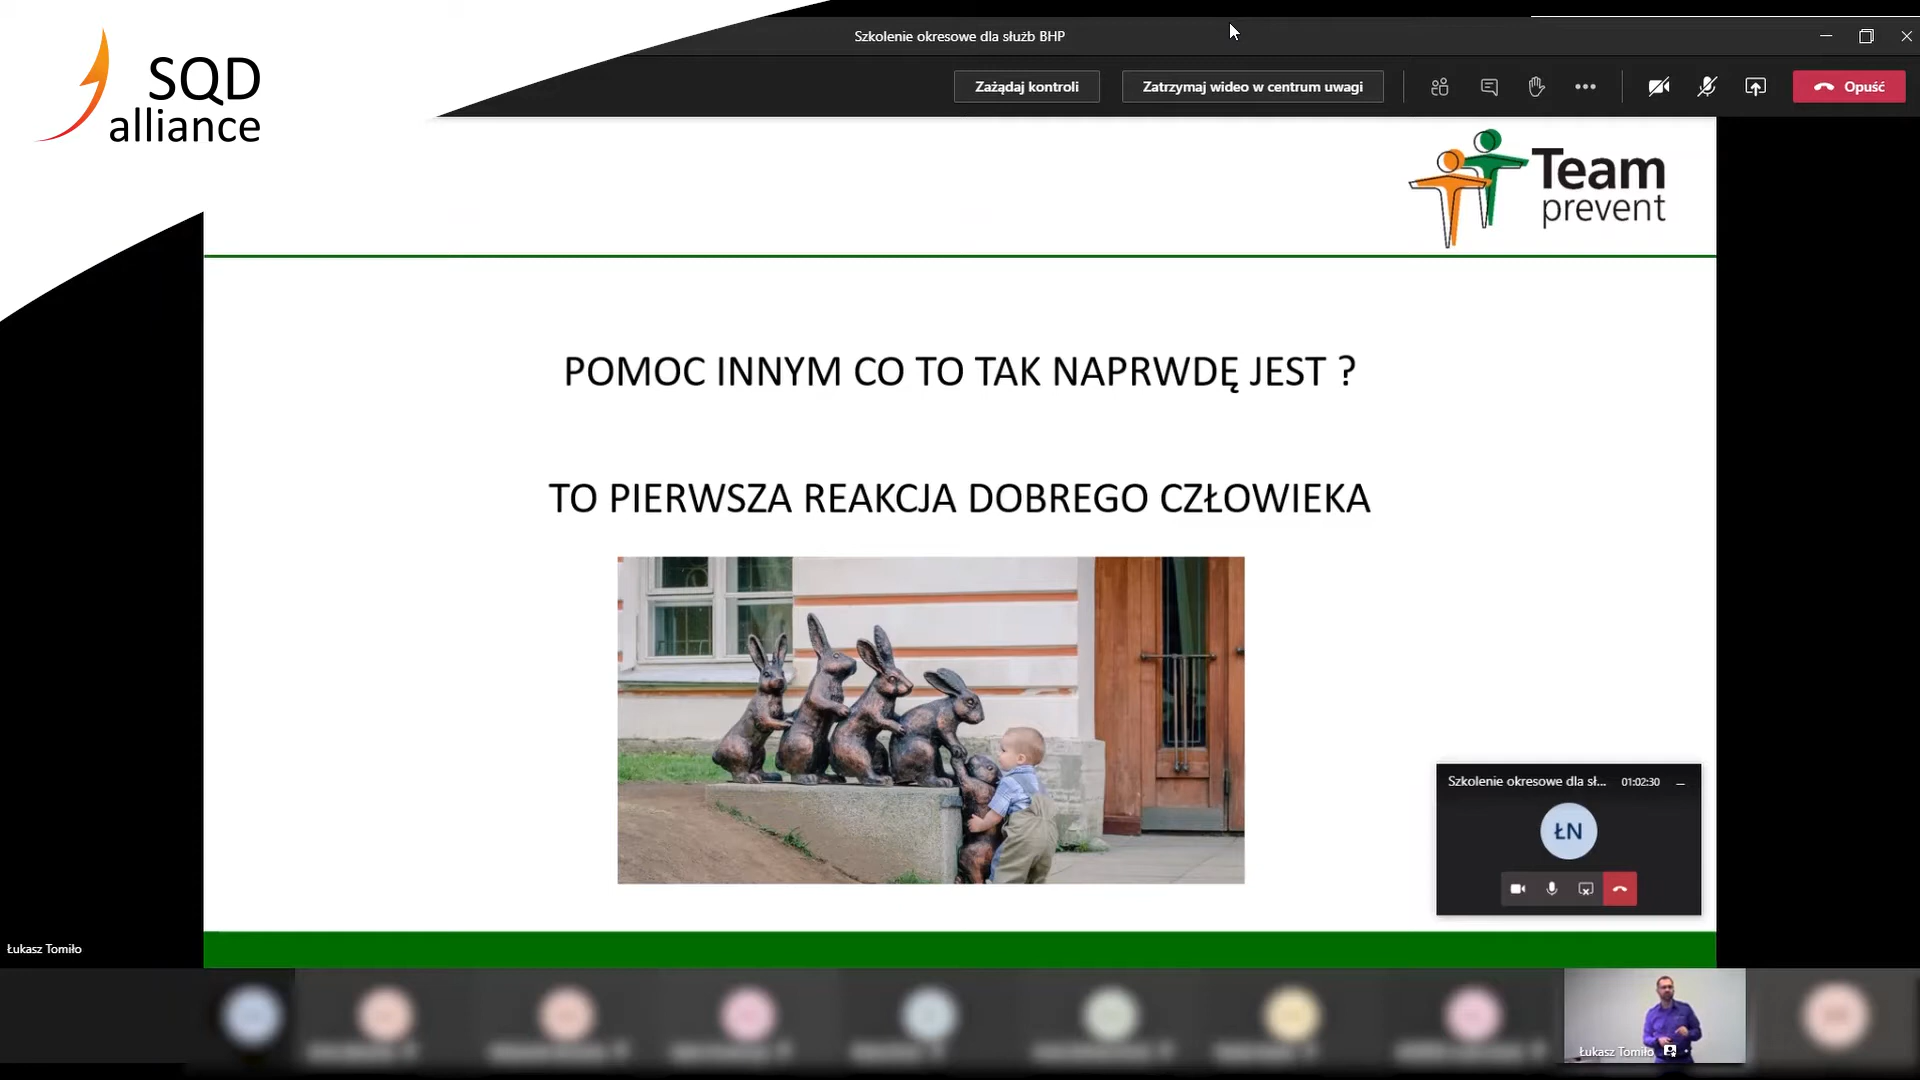 SQD
alliance
Szkolenie okresowe dla służb BHP
Zażądaj kontroli
Zatrzymaj wideo w centrum uwagi
Opuść
Team
prevent
POMOC INNYM CO TO TAK NAPRWDĘ JEST ?
TO PIERWSZA REAKCJA DOBREGO CZŁOWIEKA
Szkolenie okresowe dla sł... 01:02:30
ŁN
Łukasz Tomiło
Łukasz Tomiło